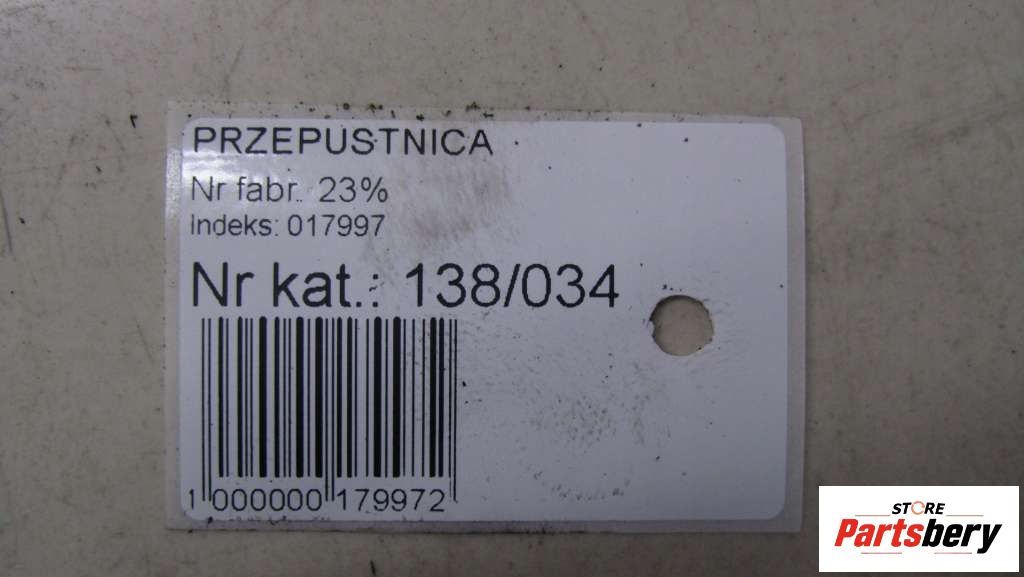 PRZEPUSTNICA
Nr fabr. 23%
Indeks: 017997
Nr kat.: 138/034
1 000000 179972
STORE
Partsbery